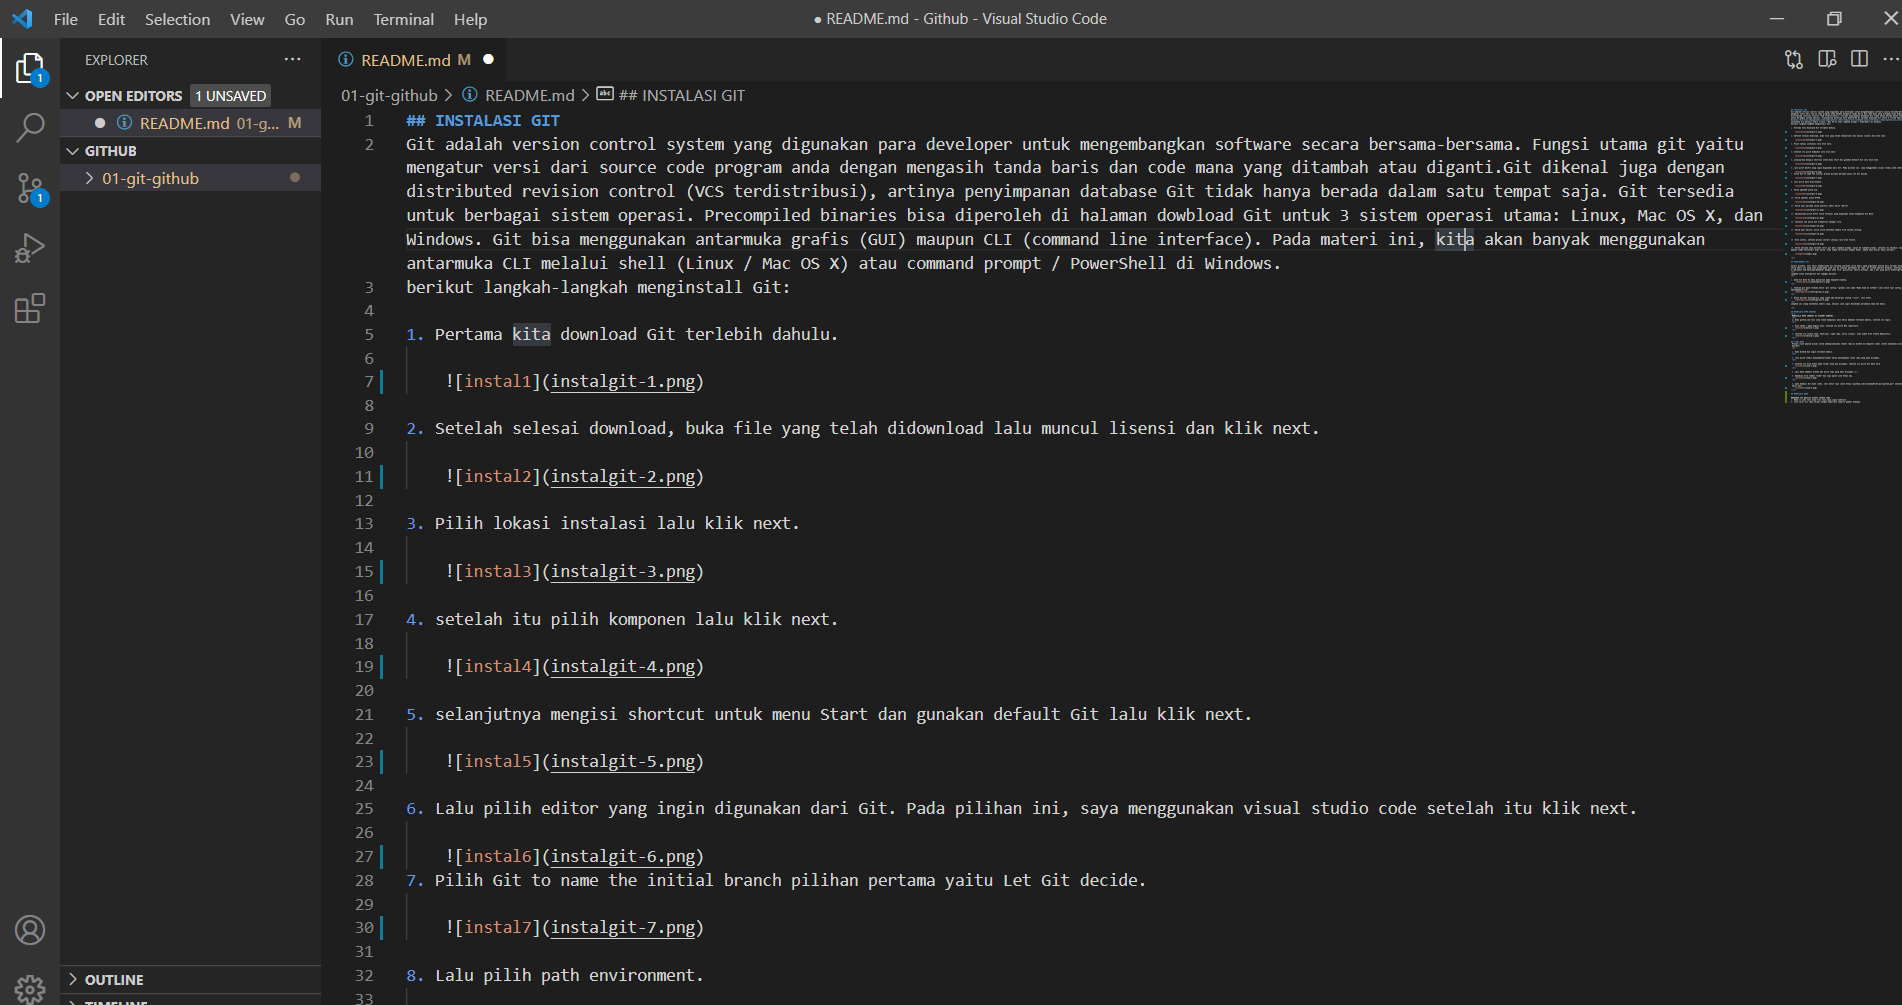 File Edit Selection View Go Run Terminal Help
● README.md - Github - Visual Studio Code
EXPLORER
OPEN EDITORS 1 UNSAVED
README.md 01-g... M
GITHUB
01-git-github
OUTLINE
1
1
README.md M
01-git-github > README.md > ## INSTALASI GIT
1 ## INSTALASI GIT
2 Git adalah version control system yang digunakan para developer untuk mengembangkan software secara bersama-bersama. Fungsi utama git yaitu
mengatur versi dari source code program anda dengan mengasih tanda baris dan code mana yang ditambah atau diganti.Git dikenal juga dengan
distributed revision control (VCS terdistribusi), artinya penyimpanan database Git tidak hanya berada dalam satu tempat saja. Git tersedia
untuk berbagai sistem operasi. Precompiled binaries bisa diperoleh di halaman dowbload Git untuk 3 sistem operasi utama: Linux, Mac OS X, dan
Windows. Git bisa menggunakan antarmuka grafis (GUI) maupun CLI (command line interface). Pada materi ini, kita akan banyak menggunakan
antarmuka CLI melalui shell (Linux / Mac OS X) atau command prompt / PowerShell di Windows.
3 berikut langkah-langkah menginstall Git:
4
5 1. Pertama kita download Git terlebih dahulu.
6
7 ![instal1](instalgit-1.png)
8
9 2. Setelah selesai download, buka file yang telah didownload lalu muncul lisensi dan klik next.
10
11 ![instal2](instalgit-2.png)
12
13 3. Pilih lokasi instalasi lalu klik next.
14
15 ![instal3](instalgit-3.png)
16
17 4. setelah itu pilih komponen lalu klik next.
18
19 ![instal4](instalgit-4.png)
20
21 5. selanjutnya mengisi shortcut untuk menu Start dan gunakan default Git lalu klik next.
22
23 ![instal5](instalgit-5.png)
24
25 6. Lalu pilih editor yang ingin digunakan dari Git. Pada pilihan ini, saya menggunakan visual studio code setelah itu klik next.
26
27 ![instal6](instalgit-6.png)
28 7. Pilih Git to name the initial branch pilihan pertama yaitu Let Git decide.
29
30 ![instal7](instalgit-7.png)
31
32 8. Lalu pilih path environment.
33